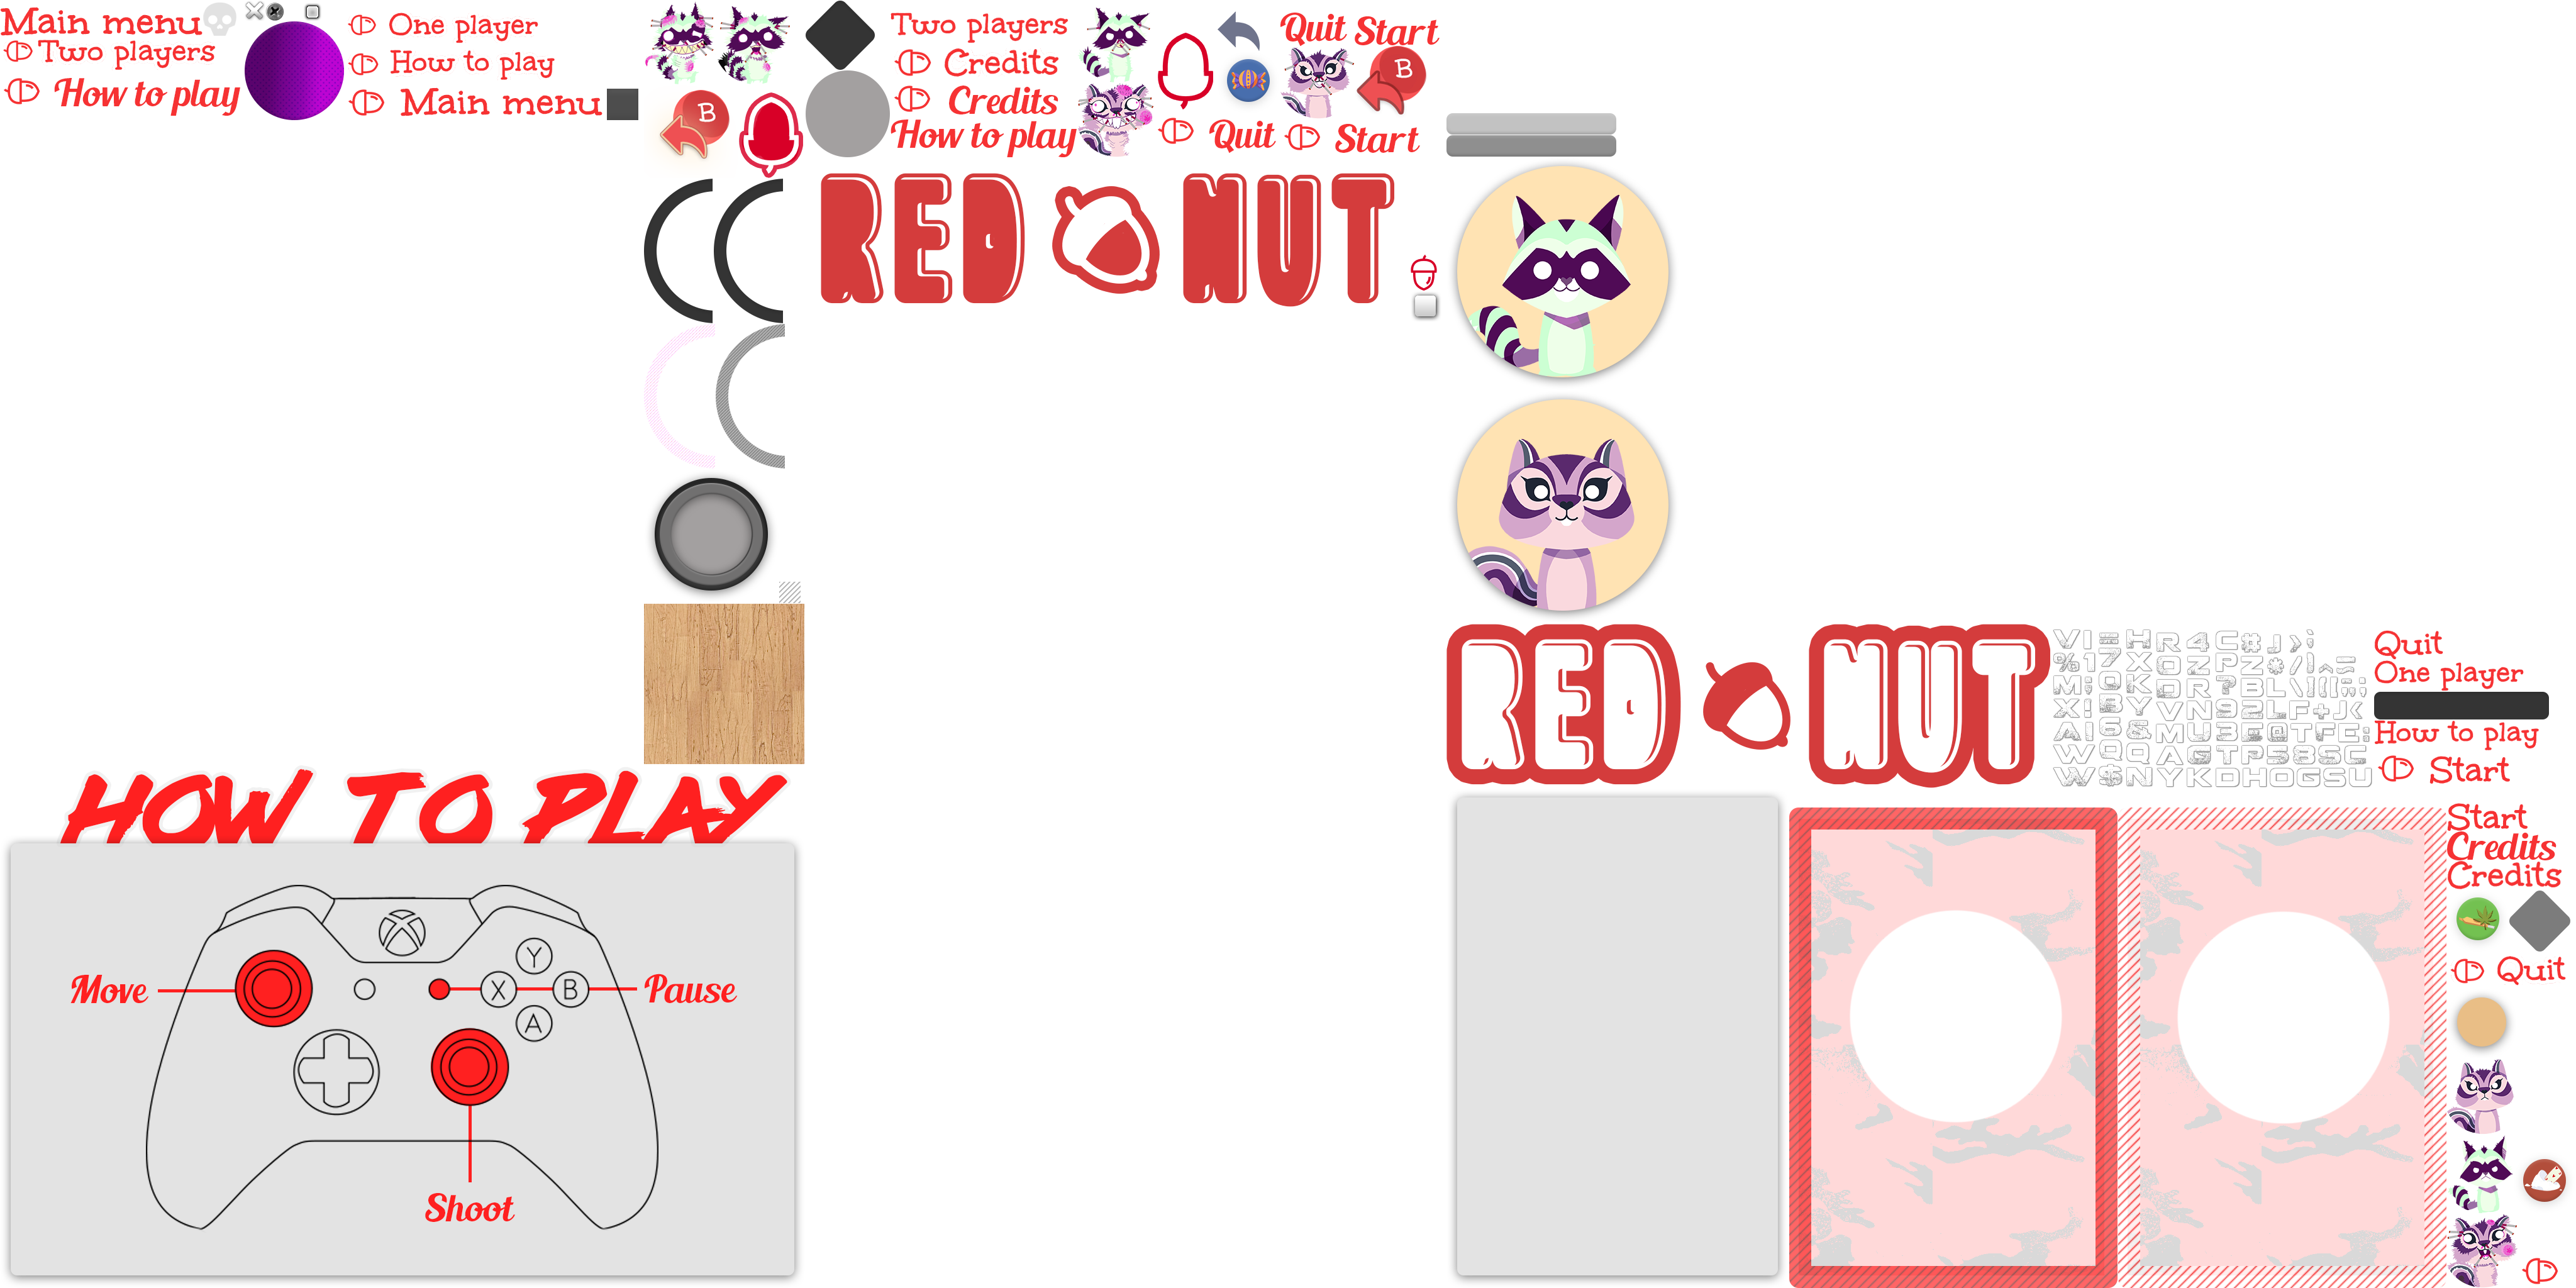 Main menu
Two players
How to play
One player
How to play
Main menu
B
Two players
Credits
Credits
How to play
Quit
Start
B
Quit
Start
RED NUT
RED NUT
Quit
One player
How to play
Start
Start
Credits
Credits
Quit
HOW TO PLAY
Move
Y
X
B
A
Pause
Shoot